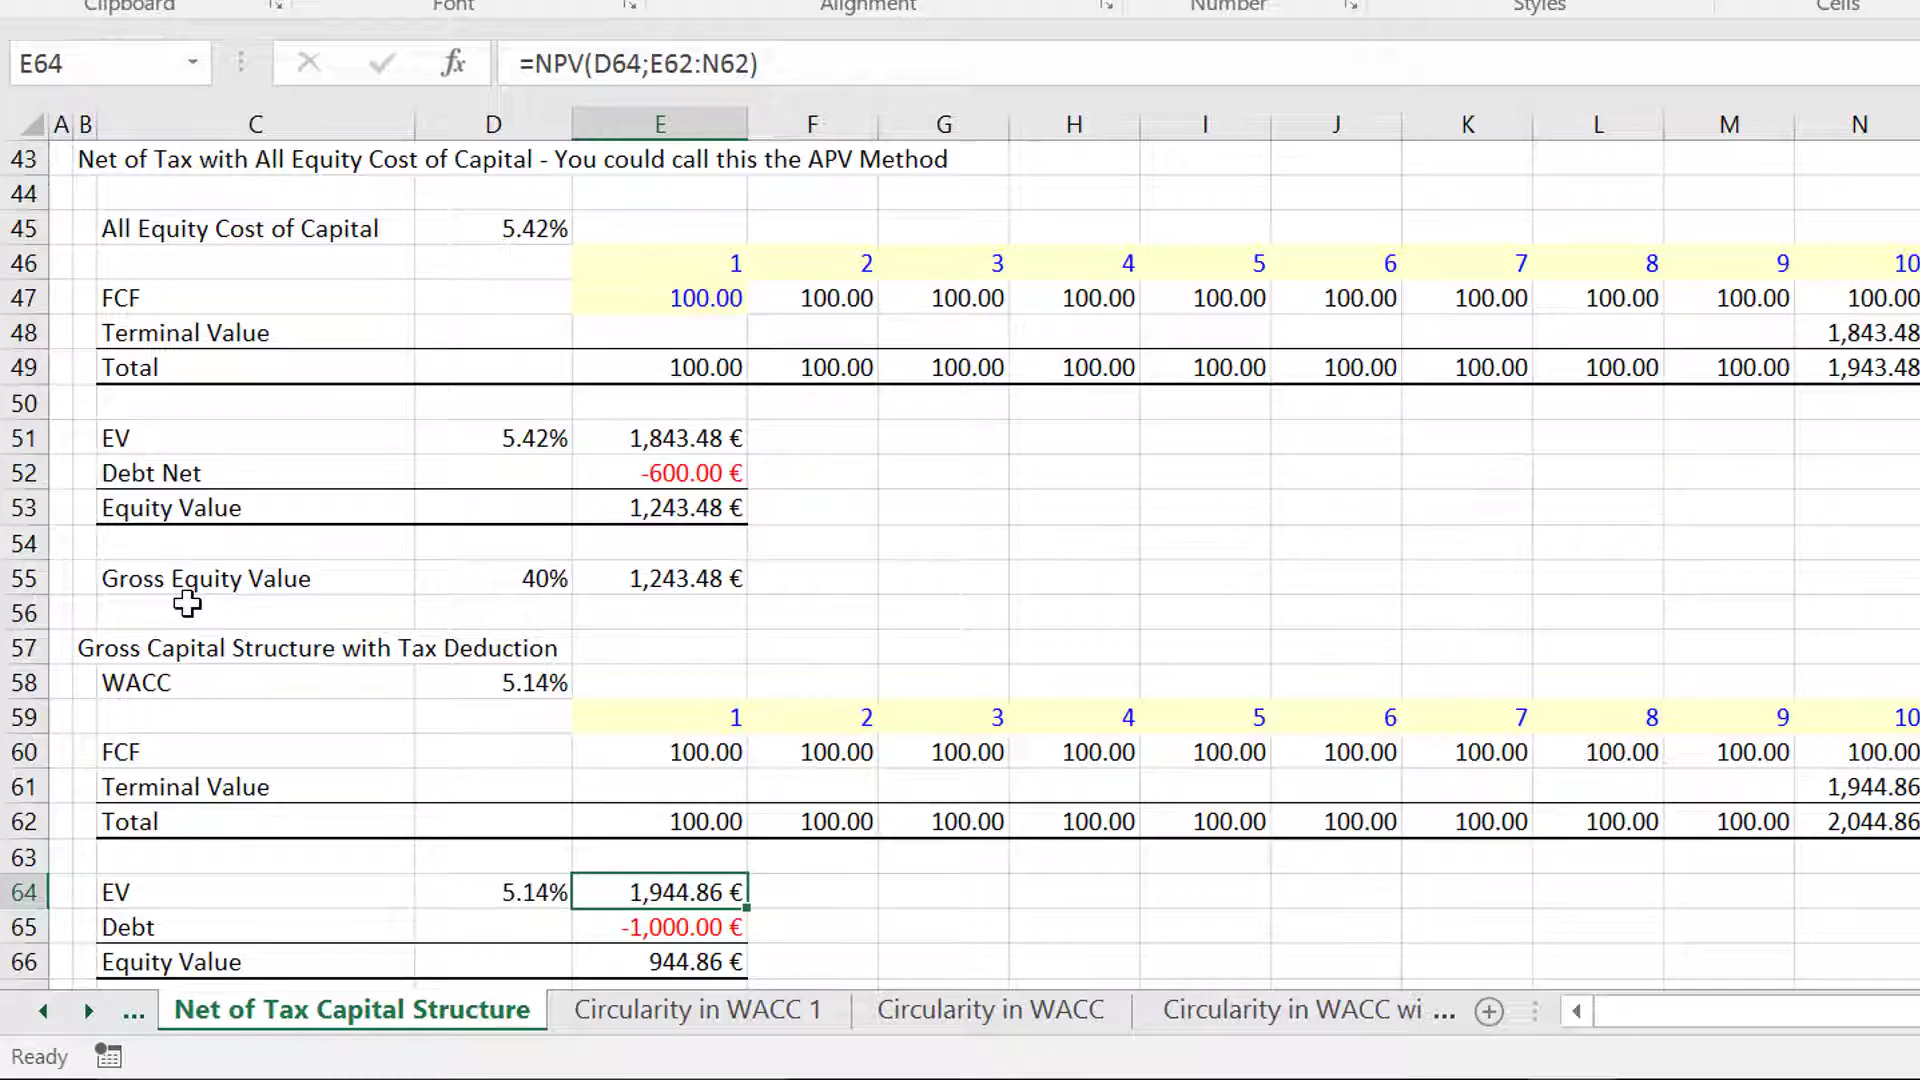 Clipboard Font Alignment Number Styles Cells
E64 fx =NPV(D64;E62:N62)
A B C D E F G H I J K L M N
43 Net of Tax with All Equity Cost of Capital - You could call this the APV Method
44
45 All Equity Cost of Capital 5.42%
46 1 2 3 4 5 6 7 8 9 10
47 FCF 100.00 100.00 100.00 100.00 100.00 100.00 100.00 100.00 100.00 100.00
48 Terminal Value 1,843.48
49 Total 100.00 100.00 100.00 100.00 100.00 100.00 100.00 100.00 100.00 1,943.48
50
51 EV 5.42% 1,843.48 €
52 Debt Net -600.00 €
53 Equity Value 1,243.48 €
54
55 Gross Equity Value 40% 1,243.48 €
56
57 Gross Capital Structure with Tax Deduction
58 WACC 5.14%
59 1 2 3 4 5 6 7 8 9 10
60 FCF 100.00 100.00 100.00 100.00 100.00 100.00 100.00 100.00 100.00 100.00
61 Terminal Value 1,944.86
62 Total 100.00 100.00 100.00 100.00 100.00 100.00 100.00 100.00 100.00 2,044.86
63
64 EV 5.14% 1,944.86 €
65 Debt -1,000.00 €
66 Equity Value 944.86 €
... Net of Tax Capital Structure Circularity in WACC 1 Circularity in WACC Circularity in WACC wi ...
Ready